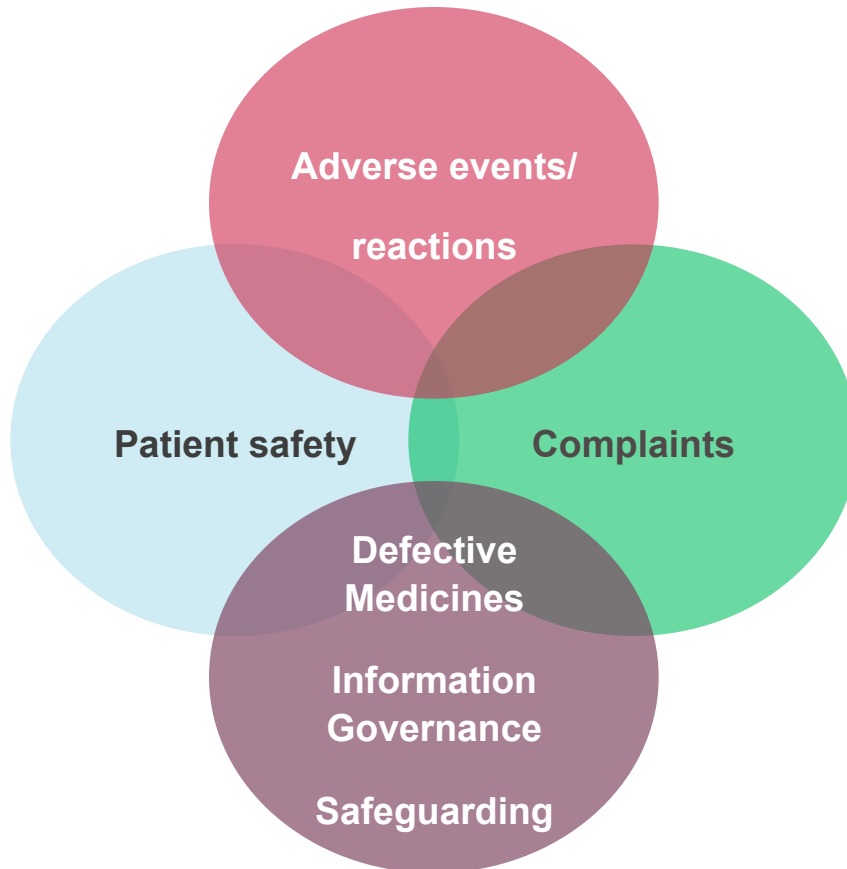 Adverse events/
reactions
Patient safety
Complaints
Defective
Medicines
Information
Governance
Safeguarding